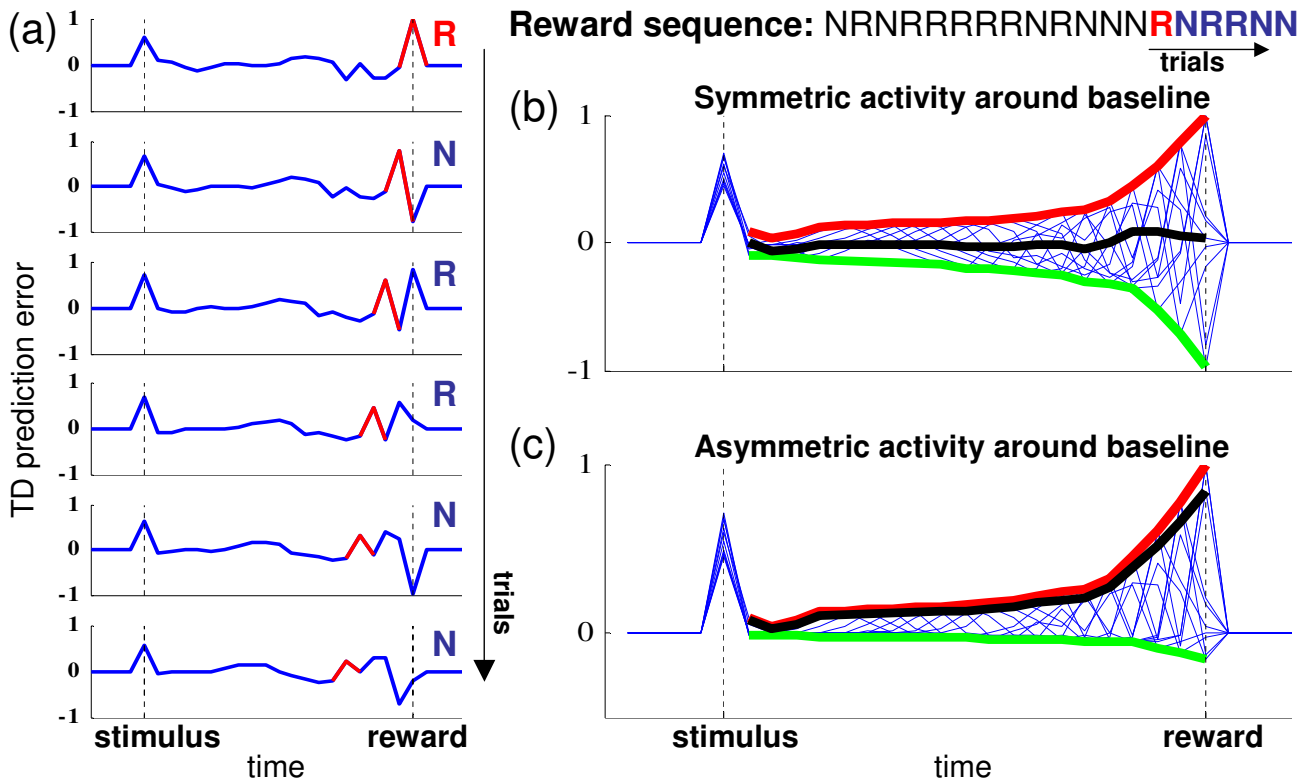 (a)
Reward sequence: NRNRRRRRRNRNNNRNRRNN
trials
TD prediction error
1
0
-1
R
1
0
-1
N
1
0
-1
R
1
0
-1
R
1
0
-1
N
1
0
-1
N
trials
stimulus
reward
time
(b)
Symmetric activity around baseline
1
0
-1
(c)
Asymmetric activity around baseline
1
0
stimulus
reward
time